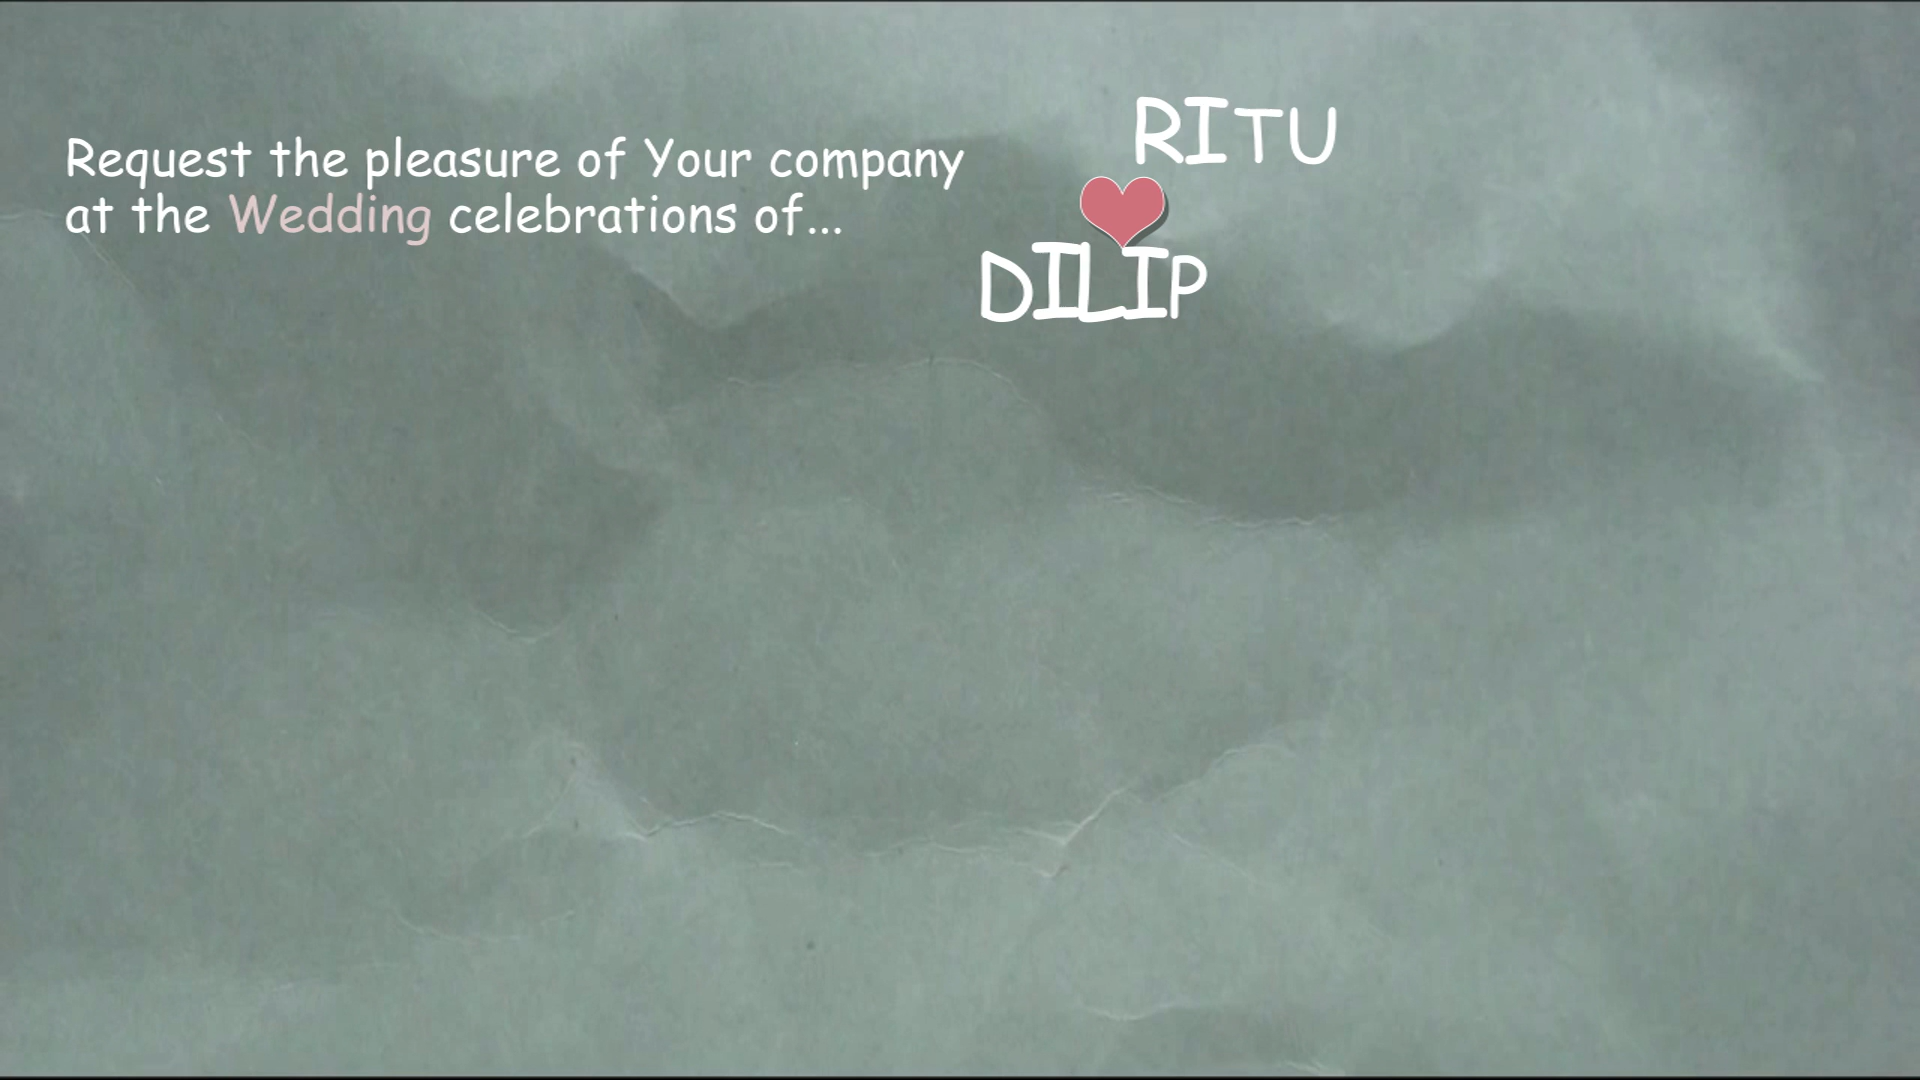 Request the pleasure of Your company
at the Wedding celebrations of...
RITU
DILIP